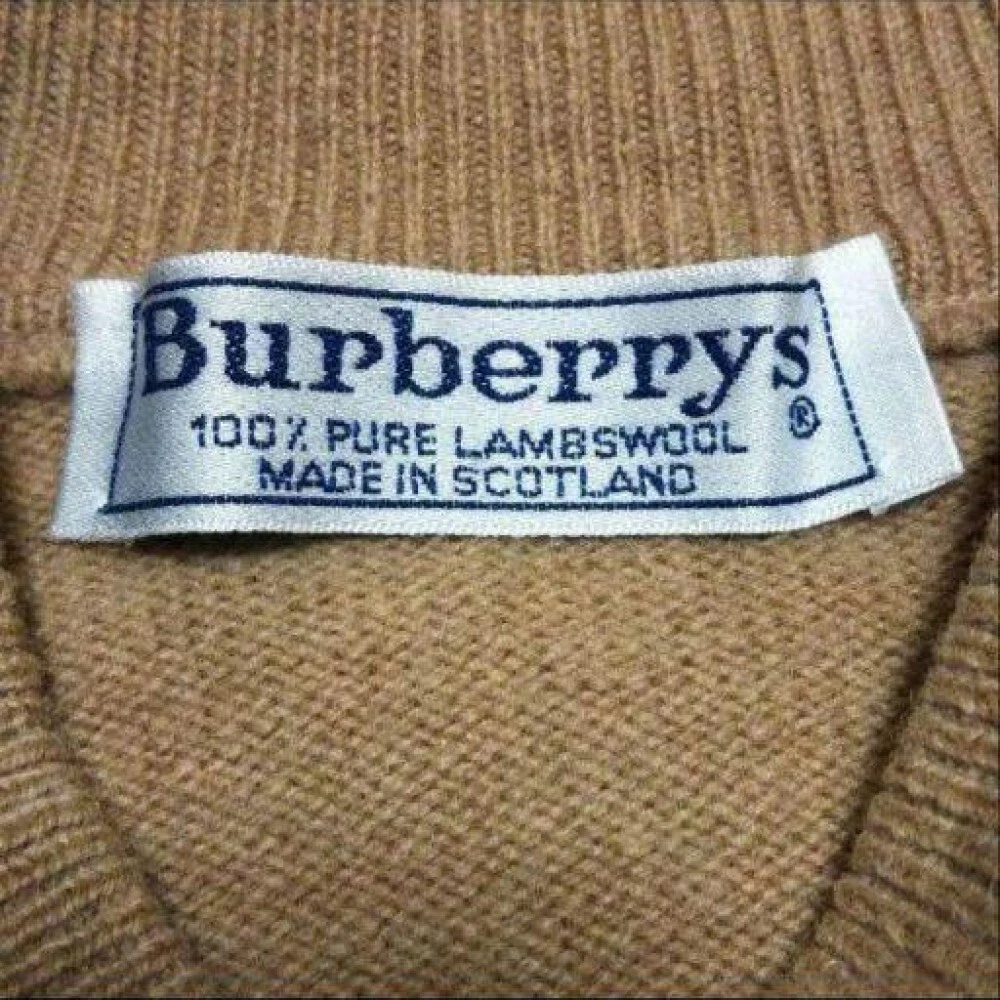 Burberrys®
100% PURE LAMBSWOOL
MADE IN SCOTLAND